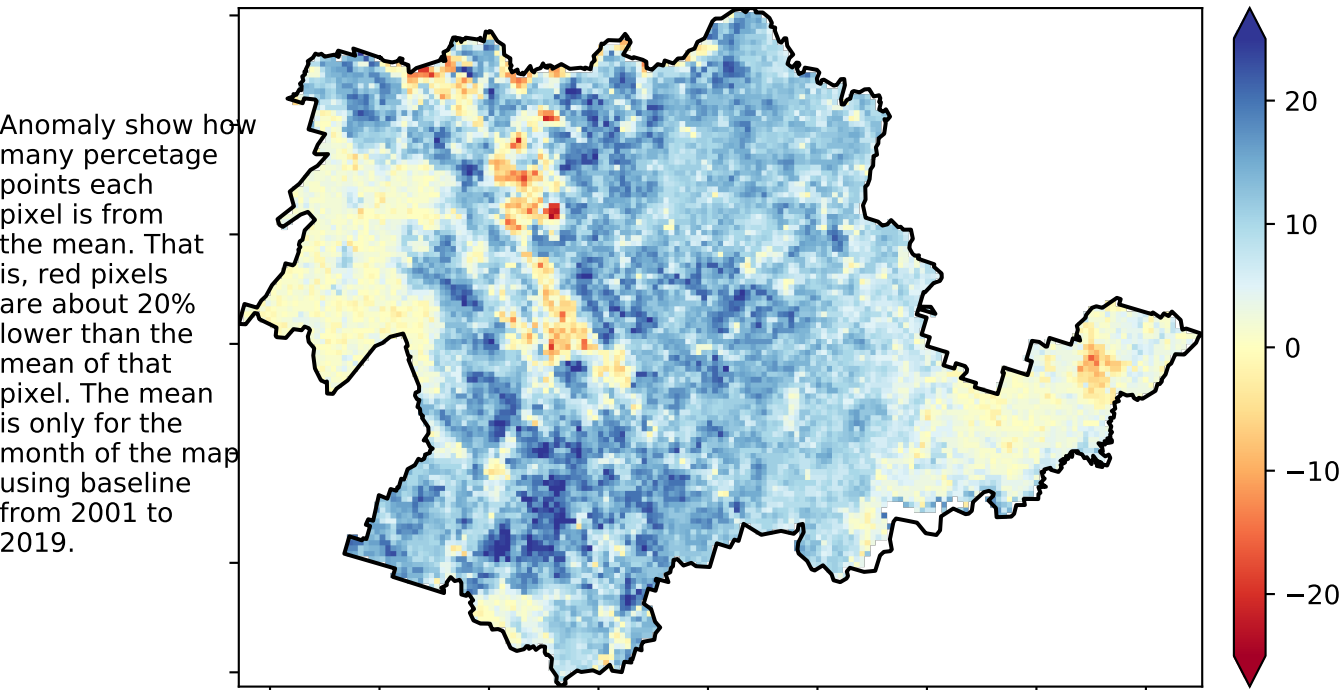 Anomaly show how
many percetage
points each
pixel is from
the mean. That
is, red pixels
are about 20%
lower than the
mean of that
pixel. The mean
is only for the
month of the map
using baseline
from 2001 to
2019.
20
10
0
−10
−20